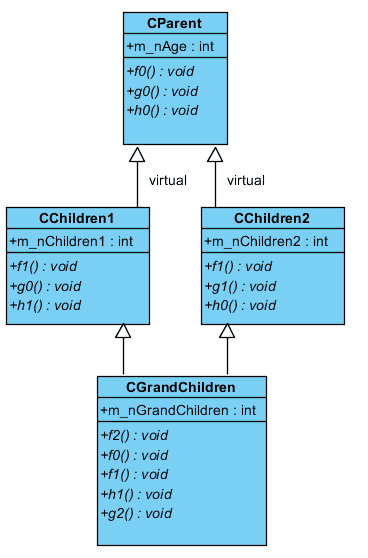 CParent
+m_nAge : int
+f0() : void
+g0() : void
+h0() : void
virtual
virtual
CChildren1
+m_nChildren1 : int
+f1() : void
+g0() : void
+h1() : void
CChildren2
+m_nChildren2 : int
+f1() : void
+g1() : void
+h0() : void
CGrandChildren
+m_nGrandChildren : int
+f2() : void
+f0() : void
+f1() : void
+h1() : void
+g2() : void